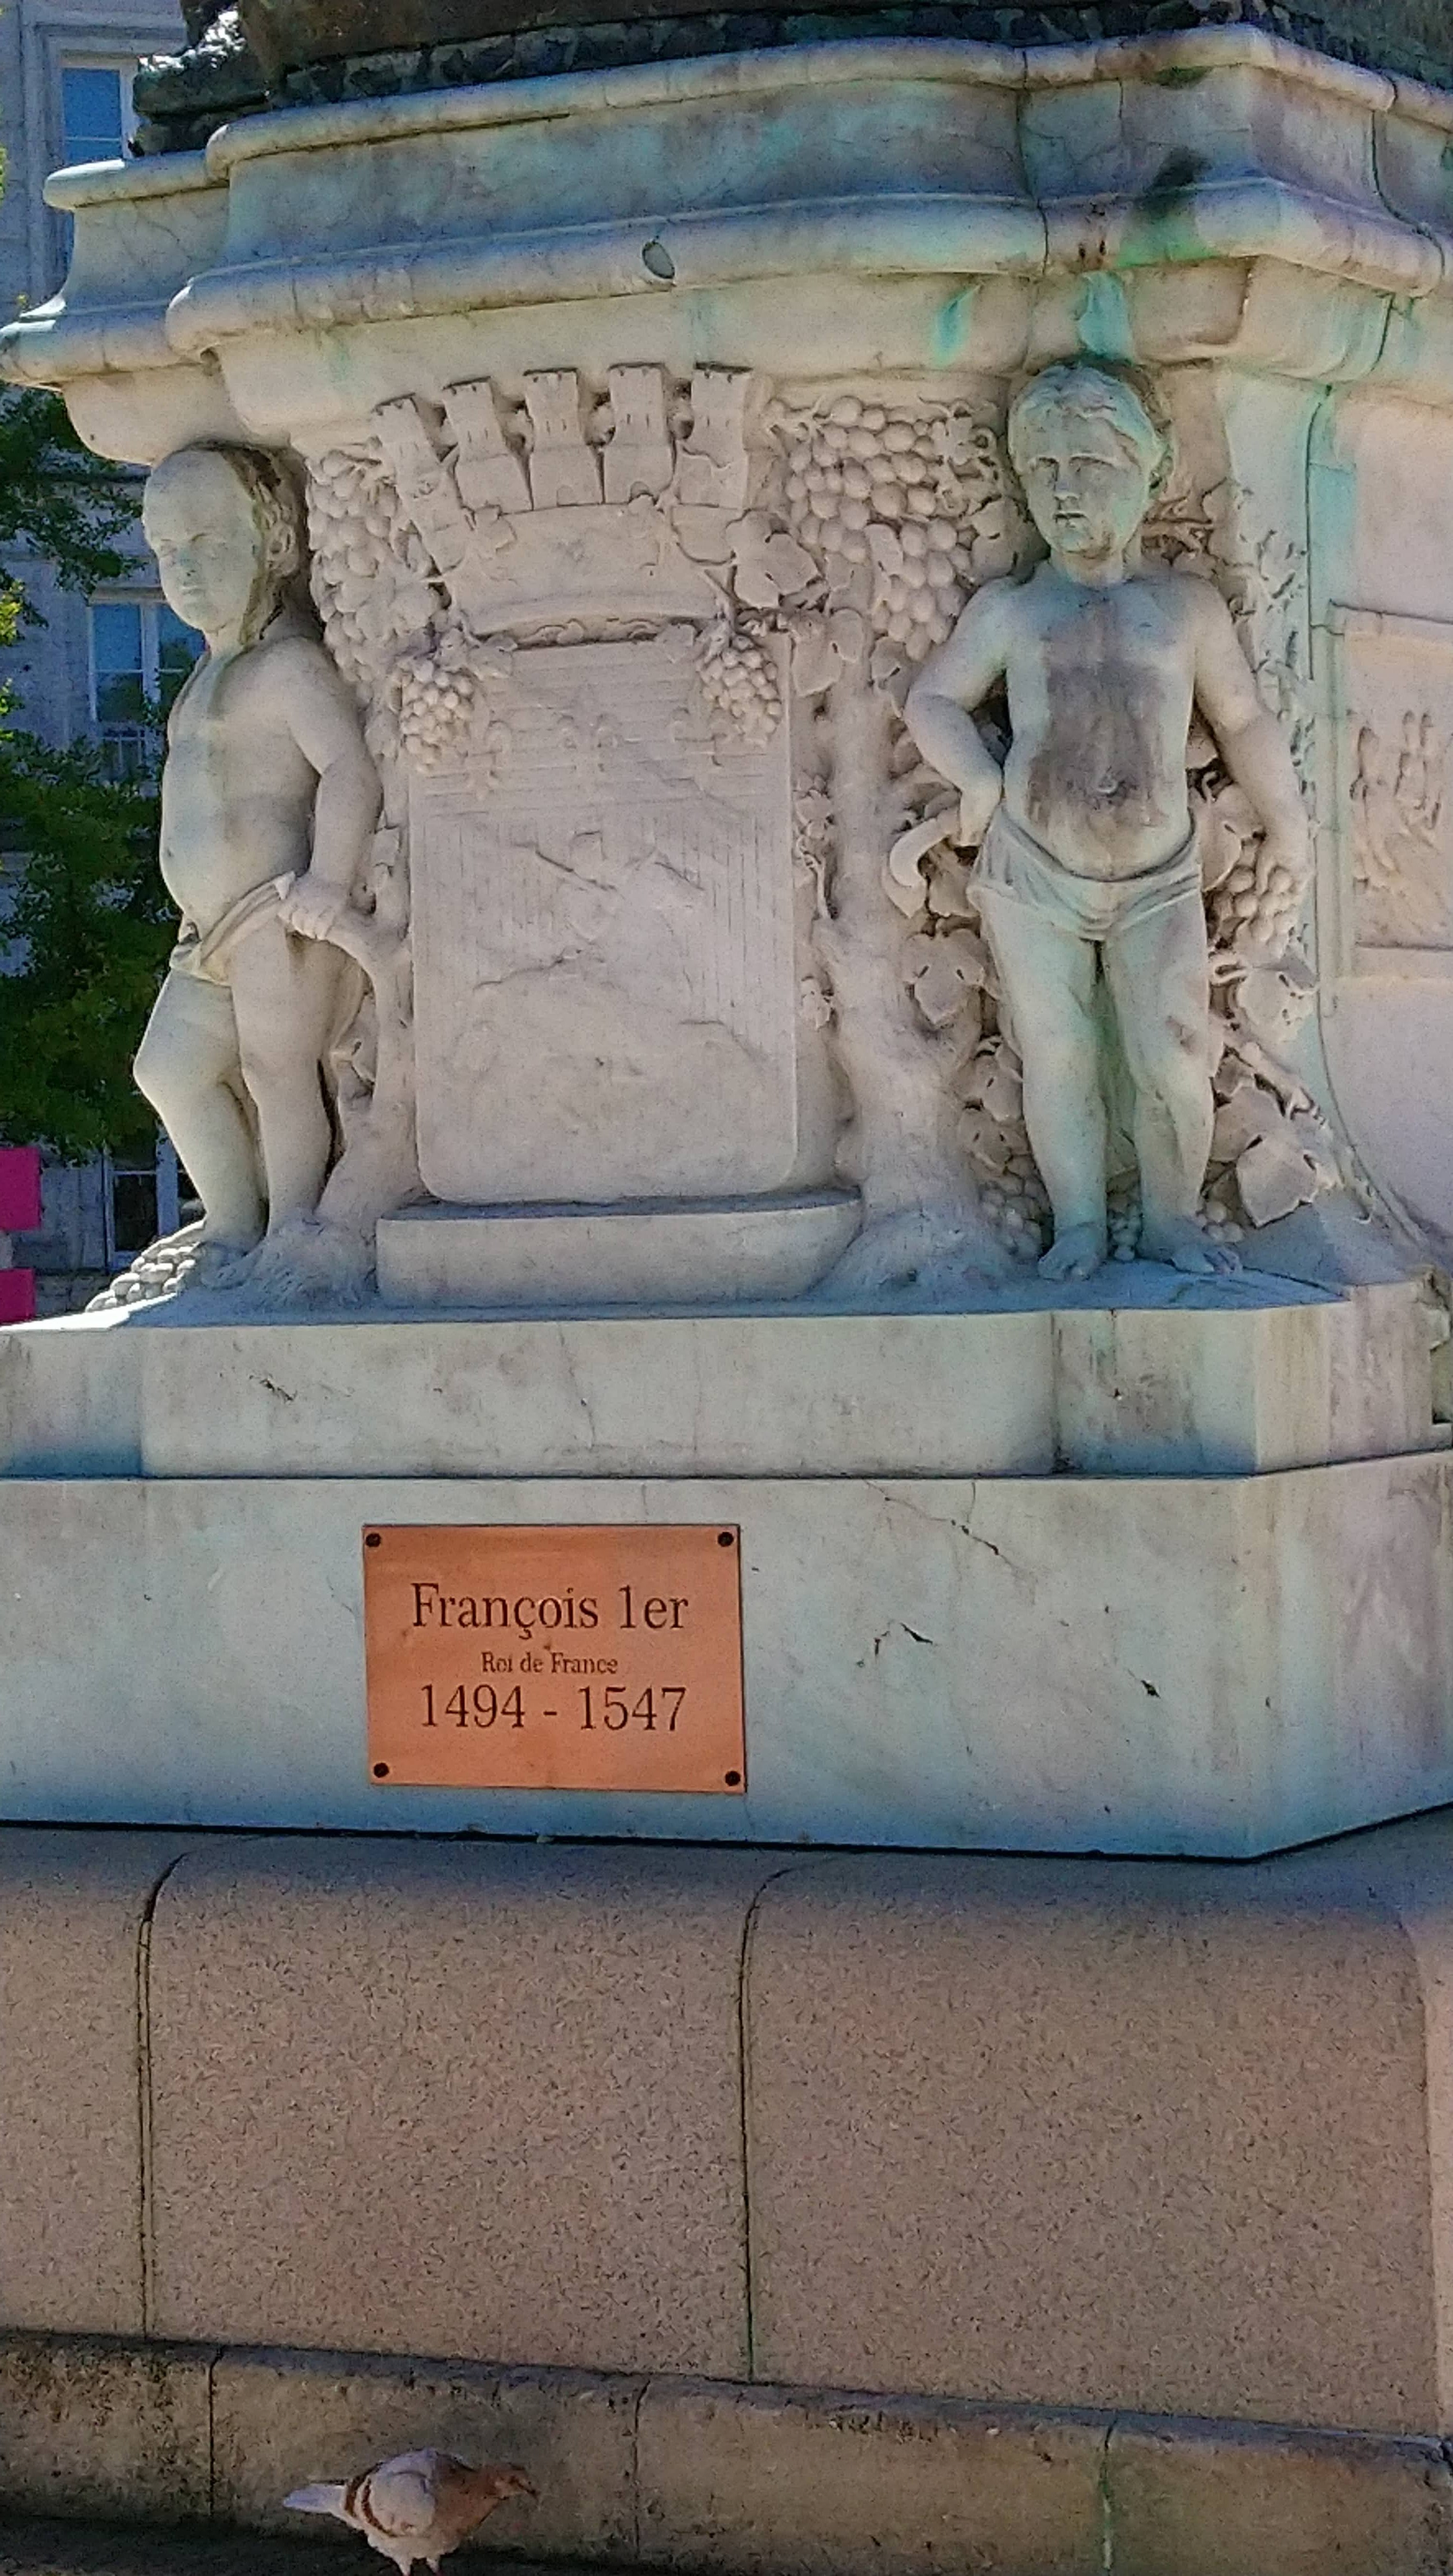 François 1er
Roi de France
1494 - 1547